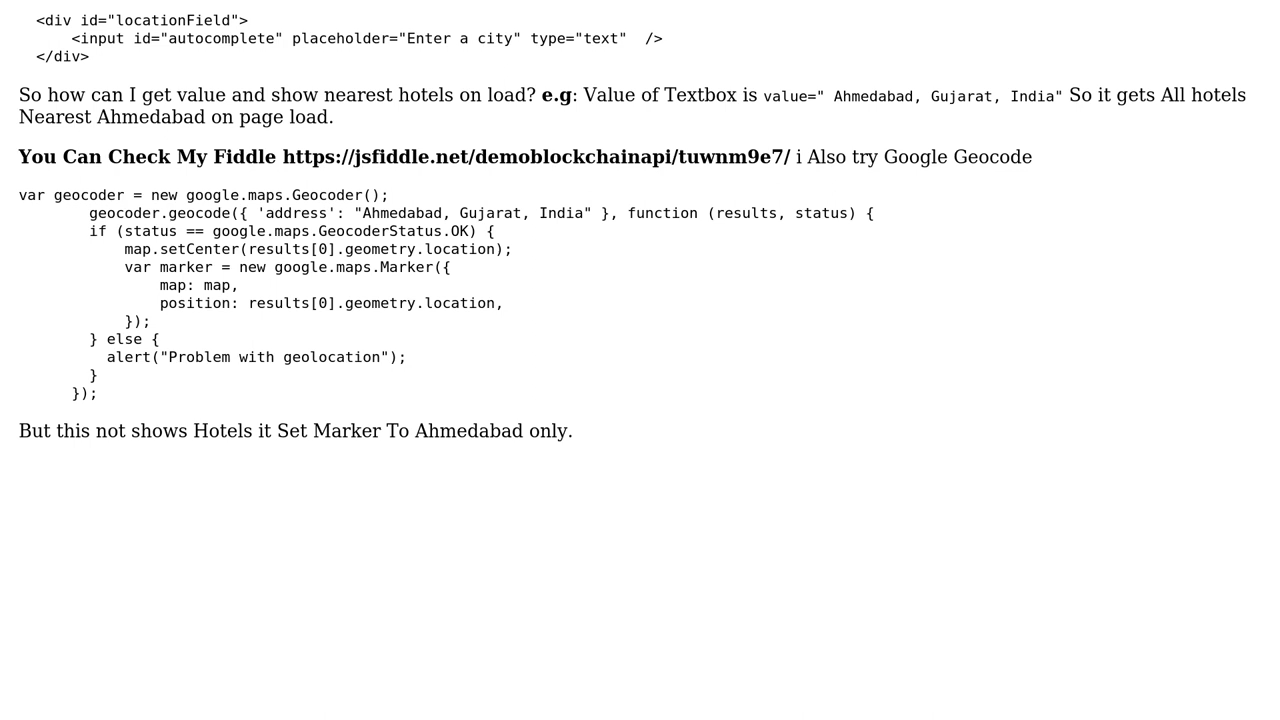 <div id="locationField">
<input id="autocomplete" placeholder="Enter a city" type="text"  />
</div>
So how can I get value and show nearest hotels on load? e.g: Value of Textbox is value=" Ahmedabad, Gujarat, India" So it gets All hotels
Nearest Ahmedabad on page load.
You Can Check My Fiddle https://jsfiddle.net/demoblockchainapi/tuwnm9e7/ i Also try Google Geocode
var geocoder = new google.maps.Geocoder();
geocoder.geocode({ 'address': "Ahmedabad, Gujarat, India" }, function (results, status) {
if (status == google.maps.GeocoderStatus.OK) {
map.setCenter(results[0].geometry.location);
var marker = new google.maps.Marker({
map: map,
position: results[0].geometry.location,
});
} else {
alert("Problem with geolocation");
}
});
But this not shows Hotels it Set Marker To Ahmedabad only.